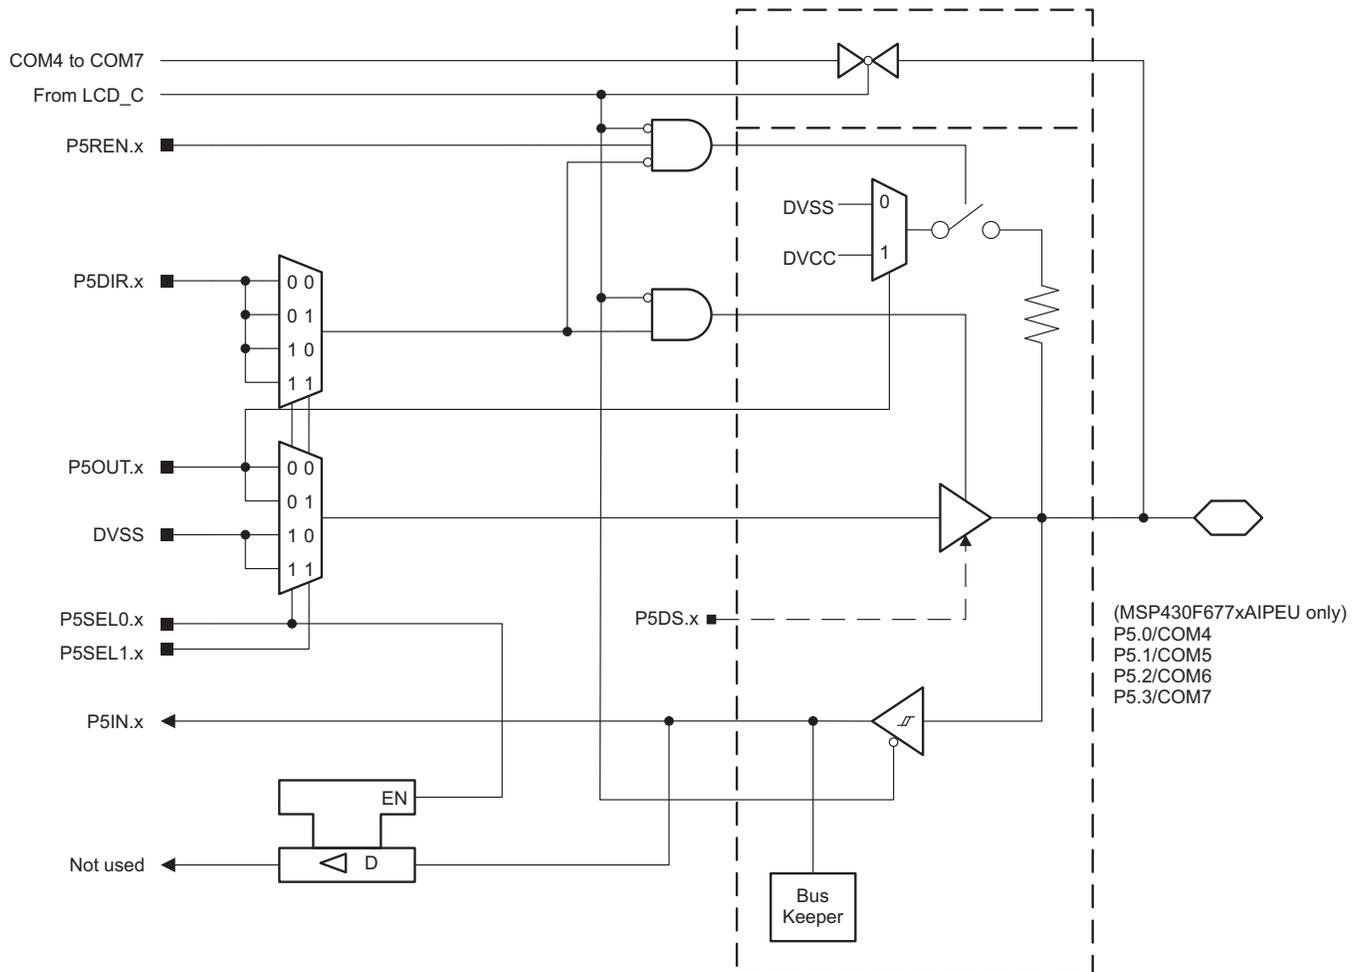 COM4 to COM7
From LCD_C
P5REN.x
DVSS
0
DVCC
1
P5DIR.x
0 0
0 1
1 0
1 1
P5OUT.x
0 0
0 1
DVSS
1 0
1 1
P5SEL0.x
P5SEL1.x
P5DS.x
(MSP430F677xAIPEU only)
P5.0/COM4
P5.1/COM5
P5.2/COM6
P5.3/COM7
P5IN.x
EN
Not used
D
Bus
Keeper